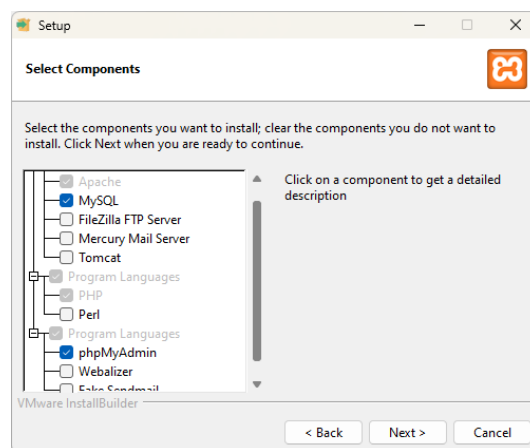 Setup
Select Components
Select the components you want to install; clear the components you do not want to
install. Click Next when you are ready to continue.
Apache
MySQL
FileZilla FTP Server
Mercury Mail Server
Tomcat
Program Languages
PHP
Perl
Program Languages
phpMyAdmin
Webalizer
Fake Sendmail
Click on a component to get a detailed
description
VMware InstallBuilder
< Back
Next >
Cancel